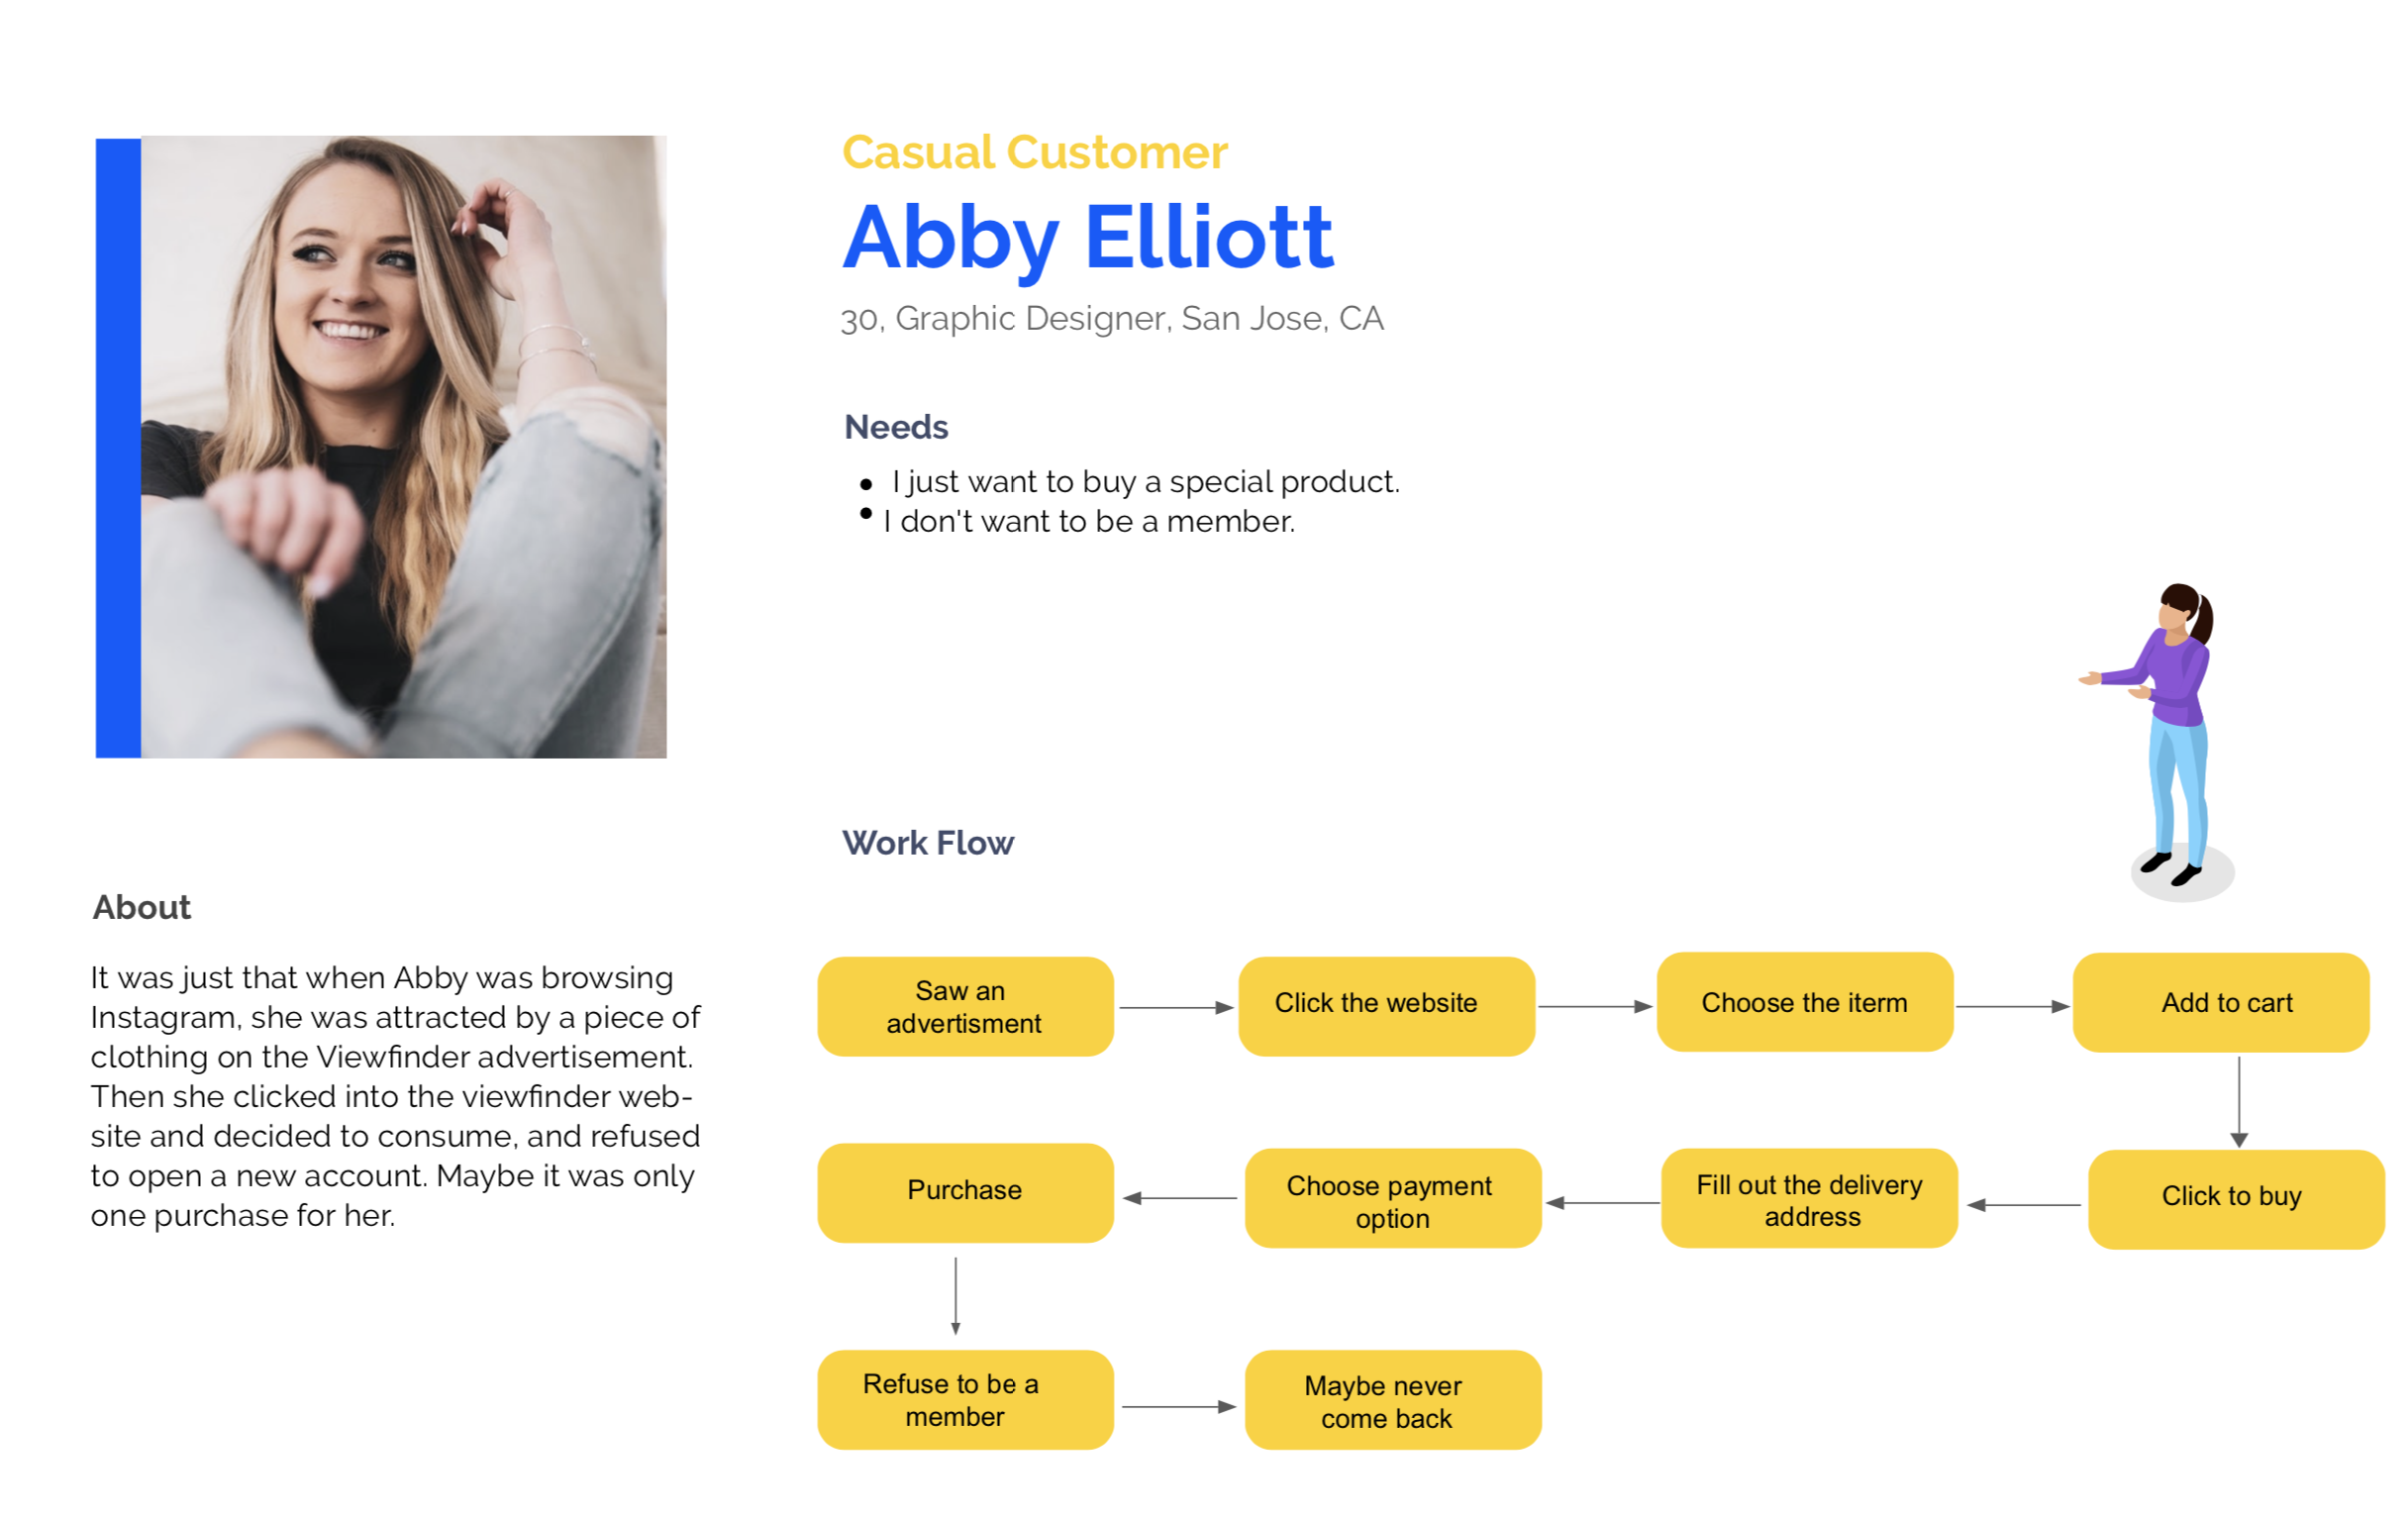 Casual Customer
Abby Elliott
30, Graphic Designer, San Jose, CA
Needs
• I just want to buy a special product.
• I don't want to be a member.
About
It was just that when Abby was browsing
Instagram, she was attracted by a piece of
clothing on the Viewfinder advertisement.
Then she clicked into the viewfinder web-
site and decided to consume, and refused
to open a new account. Maybe it was only
one purchase for her.
Work Flow
Saw an
advertisment
Click the website
Choose the iterm
Add to cart
Click to buy
Fill out the delivery
address
Choose payment
option
Purchase
Refuse to be a
member
Maybe never
come back